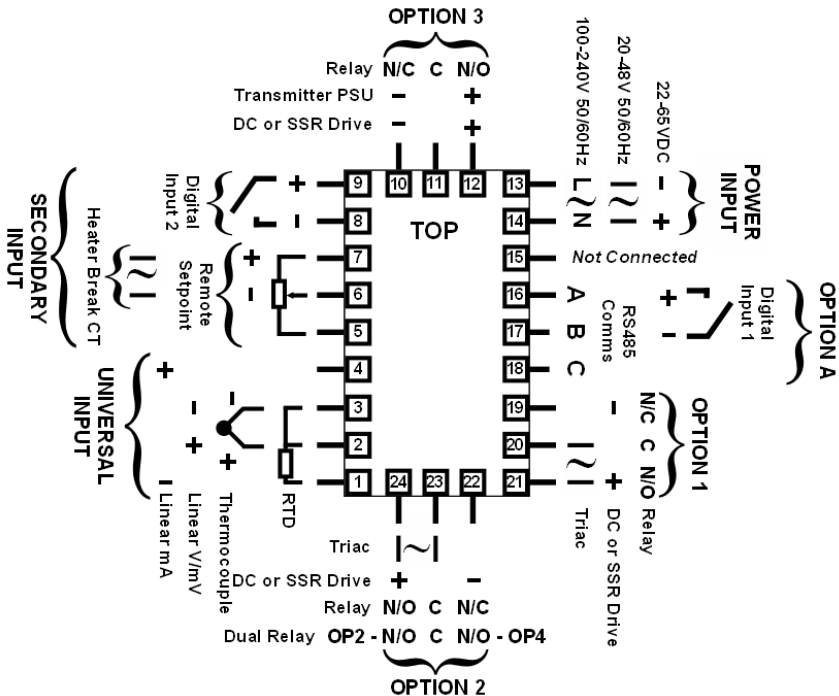 OPTION 3
Relay N/C C N/O
Transmitter PSU - +
DC or SSR Drive - +
100-240V 50/60Hz L ~ N
20-48V 50/60Hz ~
22-65VDC - +
POWER INPUT
9 10 11 12 13
8 14
TOP
7 15
6 16
5 17
4 18
3 19
2 20
1 24 23 22 21
Digital Input 2 + -
Remote Setpoint + -
Heater Break CT ~
SECONDARY INPUT
UNIVERSAL INPUT
RTD
Thermocouple - +
Linear V/mV - +
Linear mA + -
Not Connected
A B C
RS485 Comms
+ -
Digital Input 1
OPTION A
OPTION 1
N/C C N/O Relay
- + DC or SSR Drive
~ Triac
Triac ~
DC or SSR Drive + -
Relay N/O C N/C
Dual Relay OP2 - N/O C N/O - OP4
OPTION 2